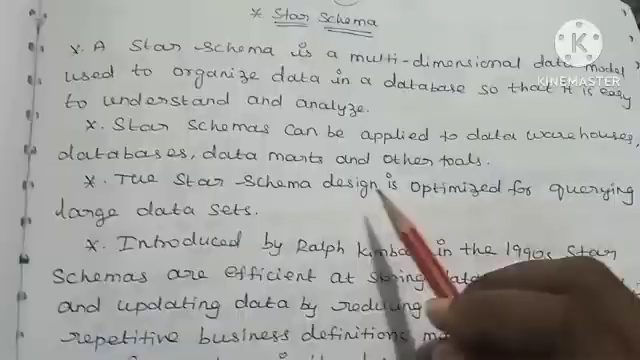 * Star Schema
*. A Star schema is a multi-dimensional data model
used to organize data in a database so that it is easy
to understand and analyze.
*. Star schemas can be applied to data warehouses,
databases, data marts and other tools.
*. The Star schema design is optimized for querying
large data sets.
*. Introduced by Ralph in the 1990s, Star
schemas are efficient at
and updating data by
repetitive business definitions
KINEMASTER